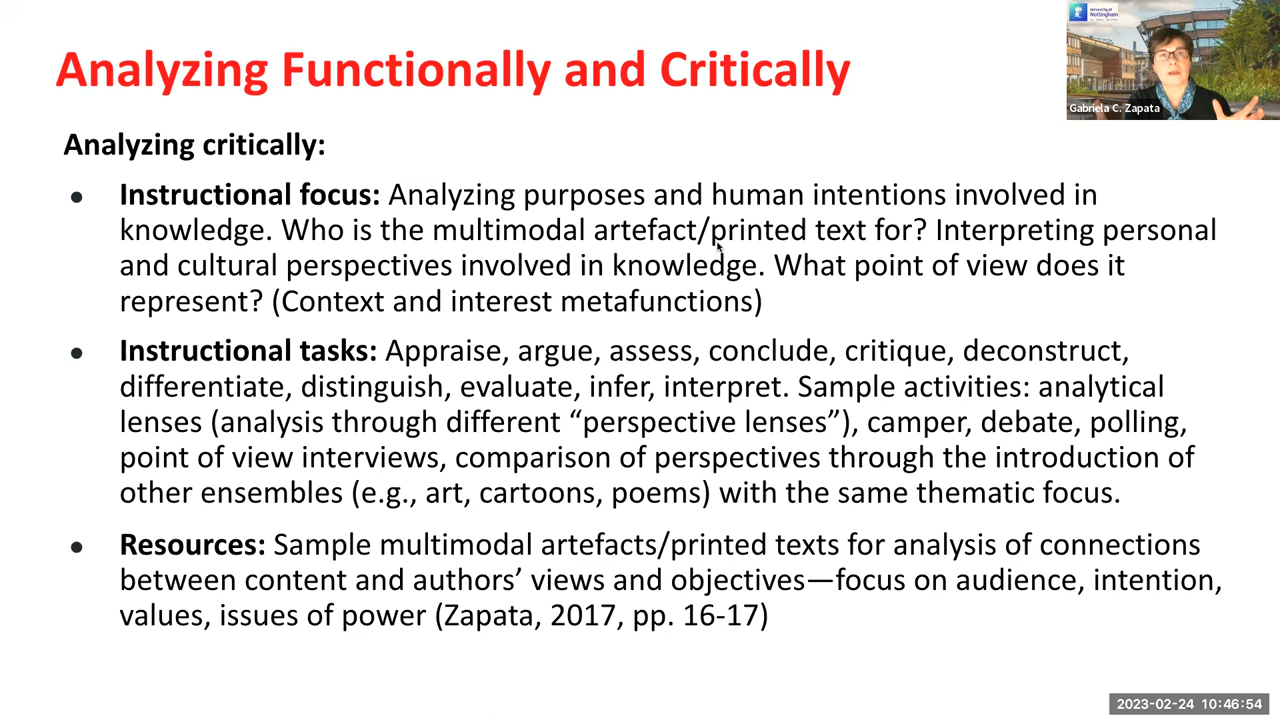 Analyzing Functionally and Critically
University of
Nottingham
Gabriela C. Zapata
Analyzing critically:
● Instructional focus: Analyzing purposes and human intentions involved in
knowledge. Who is the multimodal artefact/printed text for? Interpreting personal
and cultural perspectives involved in knowledge. What point of view does it
represent? (Context and interest metafunctions)
● Instructional tasks: Appraise, argue, assess, conclude, critique, deconstruct,
differentiate, distinguish, evaluate, infer, interpret. Sample activities: analytical
lenses (analysis through different “perspective lenses”), camper, debate, polling,
point of view interviews, comparison of perspectives through the introduction of
other ensembles (e.g., art, cartoons, poems) with the same thematic focus.
● Resources: Sample multimodal artefacts/printed texts for analysis of connections
between content and authors’ views and objectives—focus on audience, intention,
values, issues of power (Zapata, 2017, pp. 16-17)
2023-02-24 10:46:54